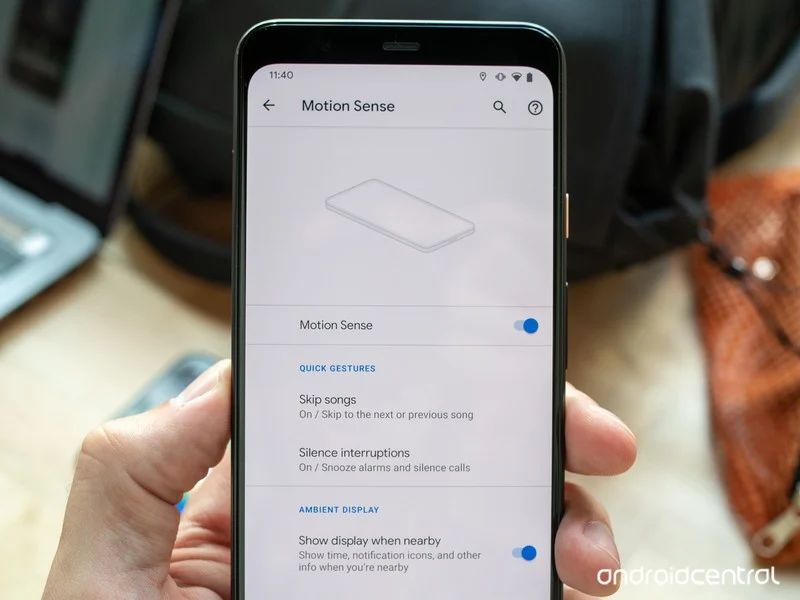 11:40
Motion Sense
Motion Sense
QUICK GESTURES
Skip songs
On / Skip to the next or previous song
Silence interruptions
On / Snooze alarms and silence calls
AMBIENT DISPLAY
Show display when nearby
Show time, notification icons, and other
info when you're nearby
androidcentral